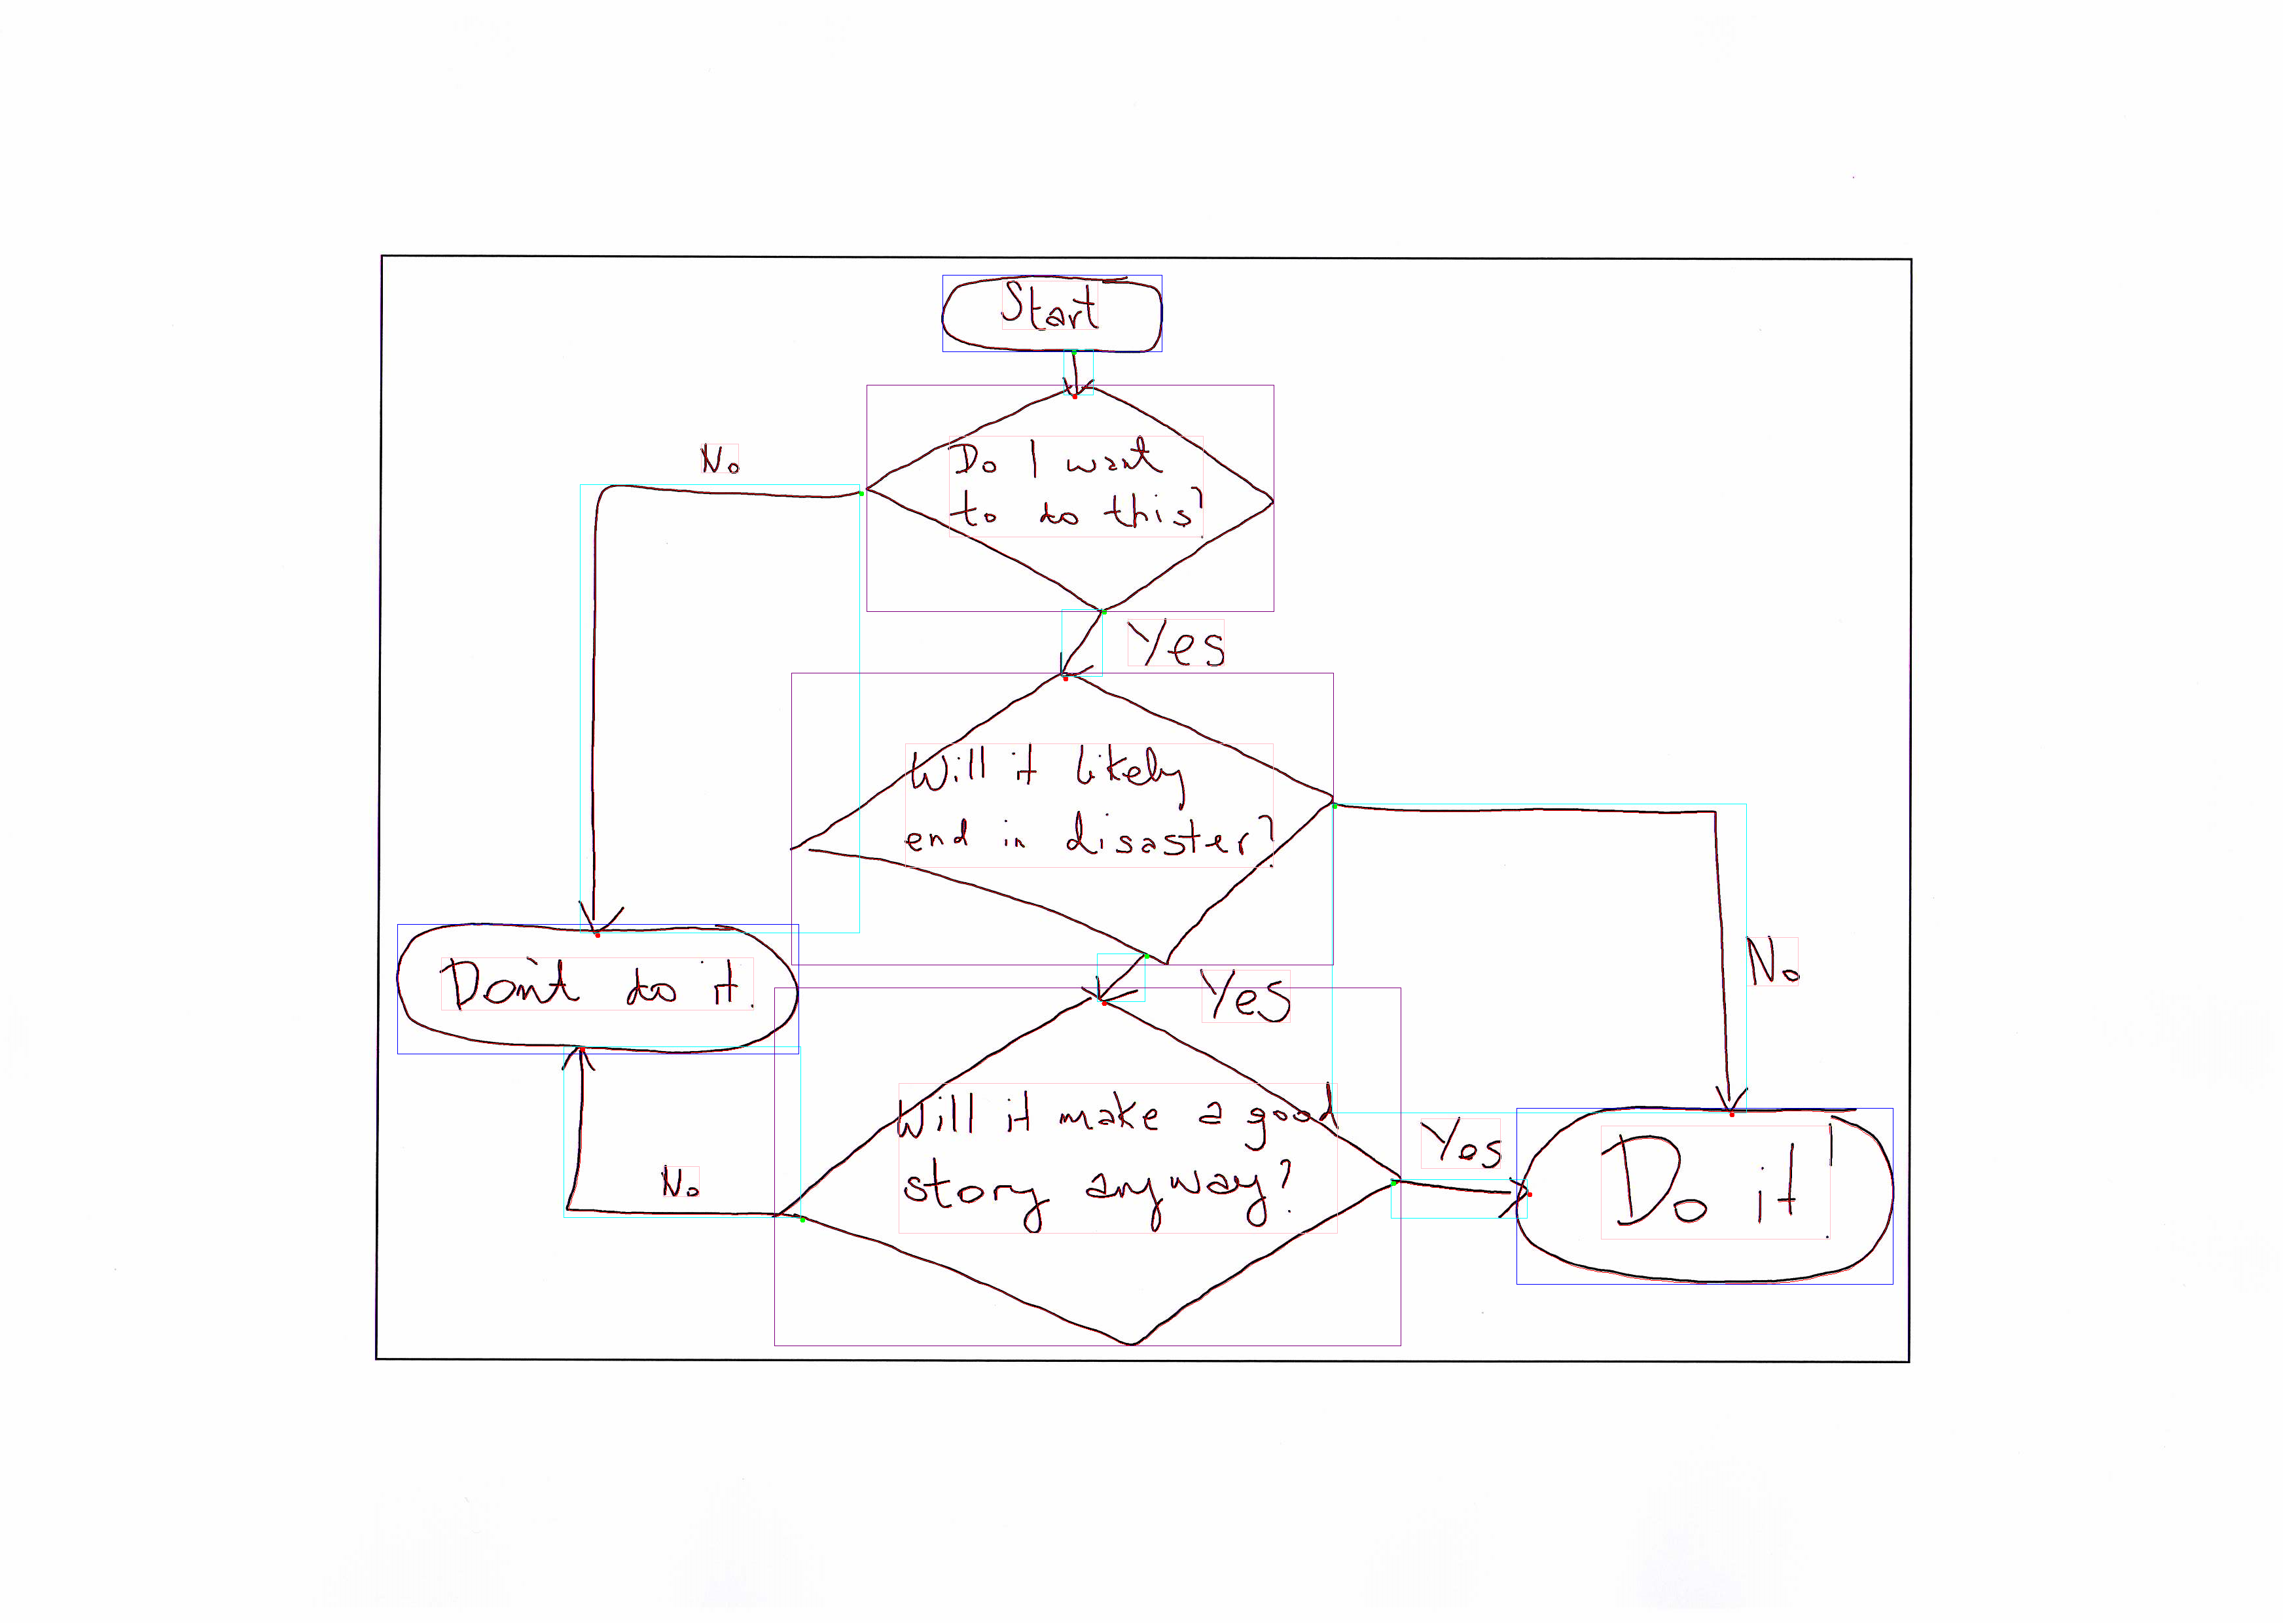 Start
No
Do I want
to do this?
Yes
Will it likely
end in disaster?
No
Don't do it.
Yes
Will it make a good
story anyway?
No
Yes
Do it!